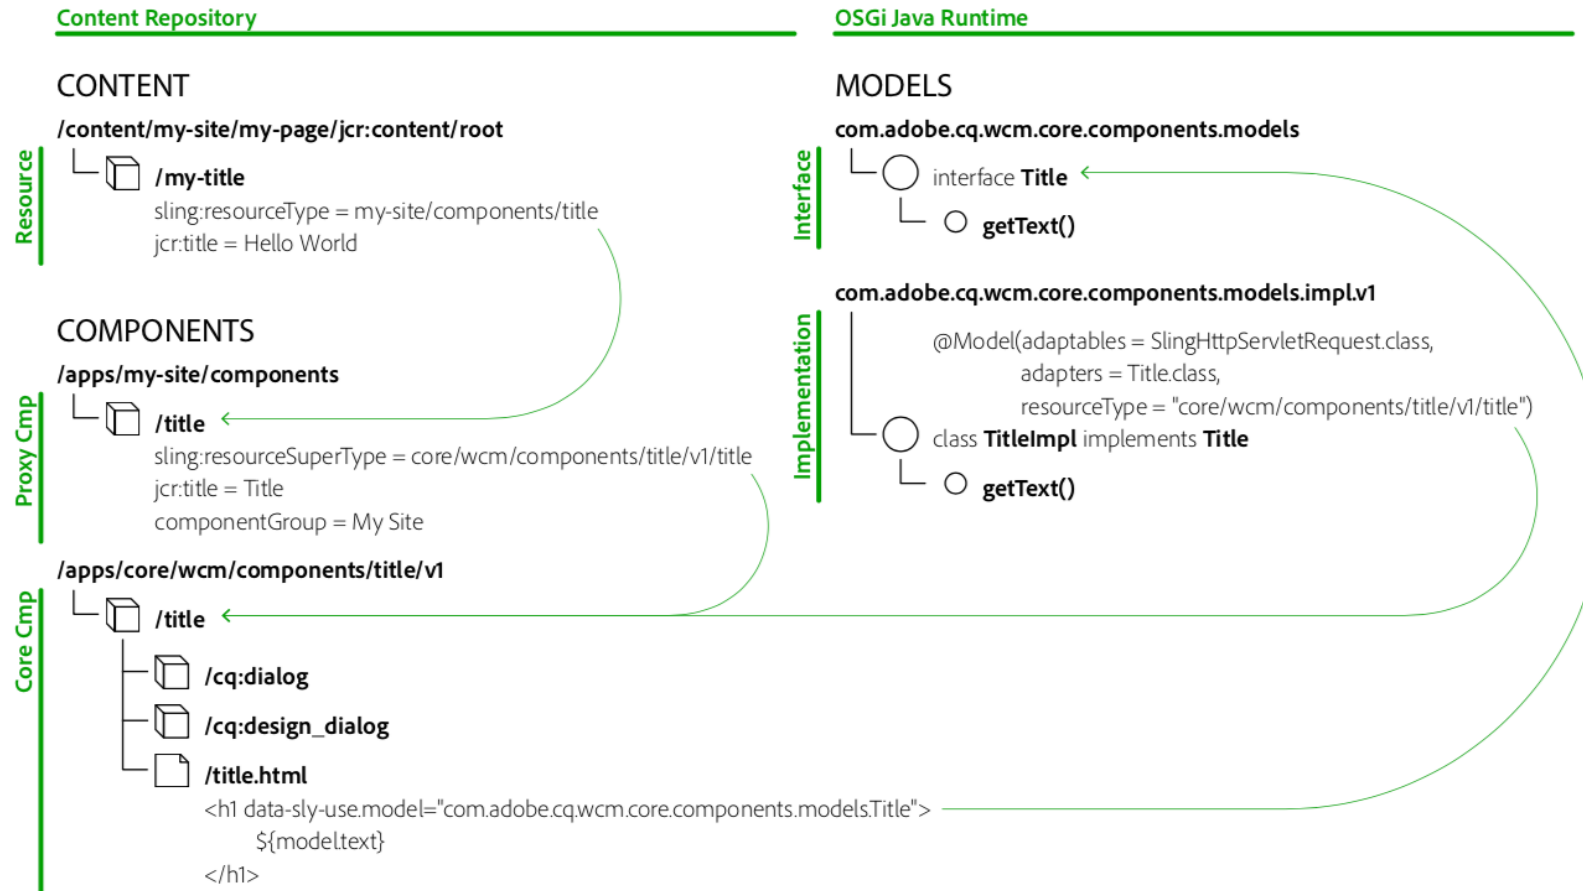 Content Repository
CONTENT
/content/my-site/my-page/jcr:content/root
Resource
/my-title
sling:resourceType = my-site/components/title
jcr:title = Hello World
COMPONENTS
/apps/my-site/components
Proxy Cmp
/title
sling:resourceSuperType = core/wcm/components/title/v1/title
jcr:title = Title
componentGroup = My Site
/apps/core/wcm/components/title/v1
Core Cmp
/title
/cq:dialog
/cq:design_dialog
/title.html
<h1 data-sly-use.model="com.adobe.cq.wcm.core.components.models.Title">
${model.text}
</h1>
OSGi Java Runtime
MODELS
com.adobe.cq.wcm.core.components.models
Interface
interface Title
getText()
com.adobe.cq.wcm.core.components.models.impl.v1
Implementation
@Model(adaptables = SlingHttpServletRequest.class,
adapters = Title.class,
resourceType = "core/wcm/components/title/v1/title")
class TitleImpl implements Title
getText()